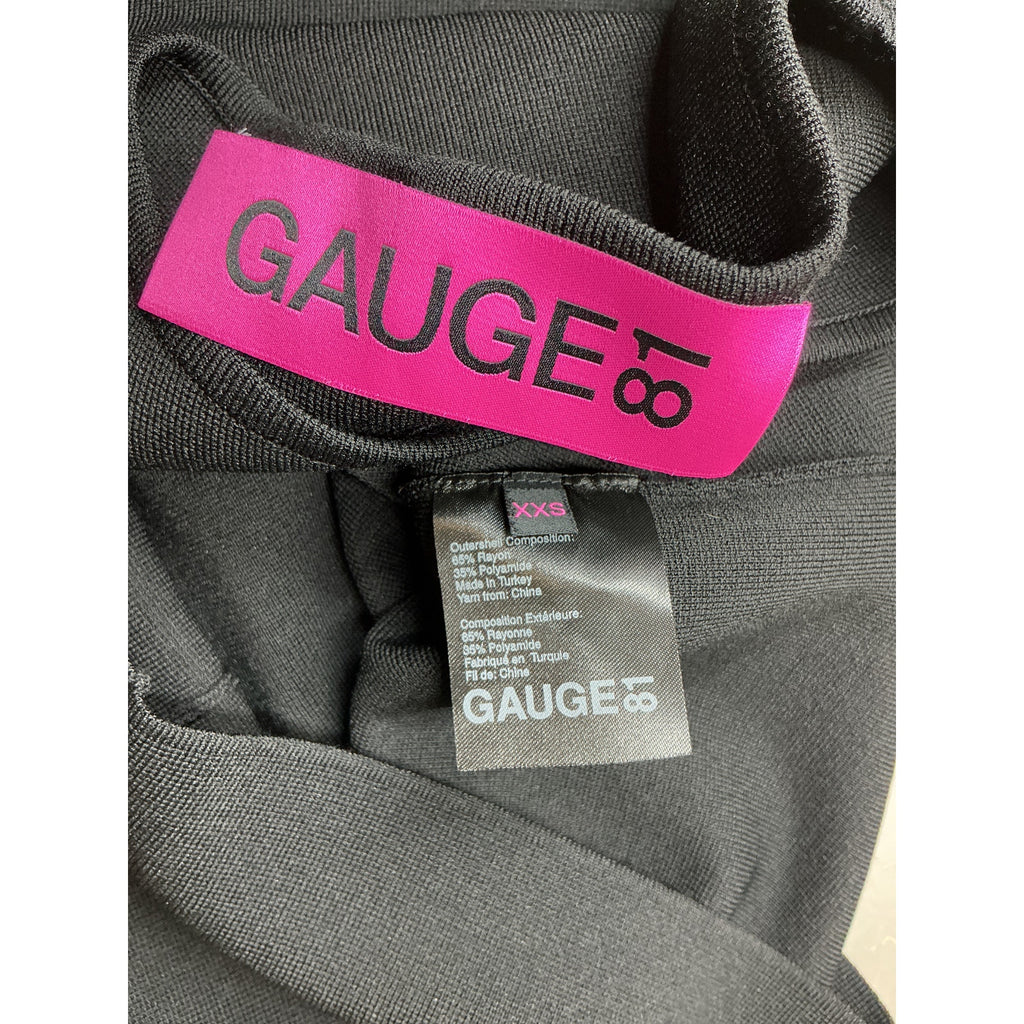 GAUGE81
XXS
Outershell Composition:
65% Rayon
35% Polyamide
Made in Turkey
Yarn from: China
Composition Extérieure:
65% Rayonne
35% Polyamide
Fabriqué en Turquie
Fil de: Chine
GAUGE81